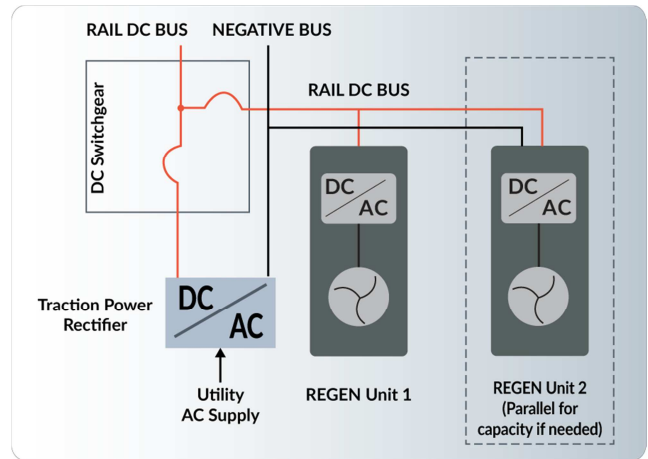 RAIL DC BUS
NEGATIVE BUS
DC Switchgear
RAIL DC BUS
DC
AC
DC
AC
DC
AC
Traction Power
Rectifier
Utility
AC Supply
REGEN Unit 1
REGEN Unit 2
(Parallel for
capacity if needed)